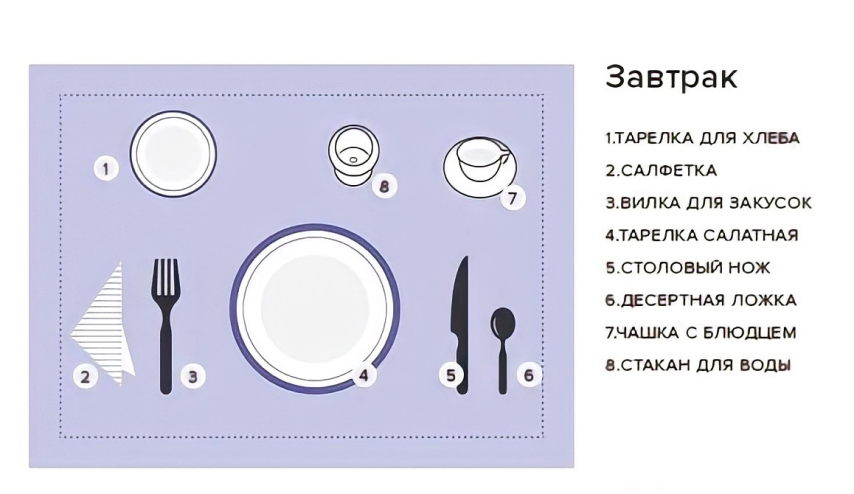 Завтрак
1.ТАРЕЛКА ДЛЯ ХЛЕБА
2.САЛФЕТКА
3.ВИЛКА ДЛЯ ЗАКУСОК
4.ТАРЕЛКА САЛАТНАЯ
5.СТОЛОВЫЙ НОЖ
6.ДЕСЕРТНАЯ ЛОЖКА
7.ЧАШКА С БЛЮДЦЕМ
8.СТАКАН ДЛЯ ВОДЫ
1
8
7
2
3
4
5
6